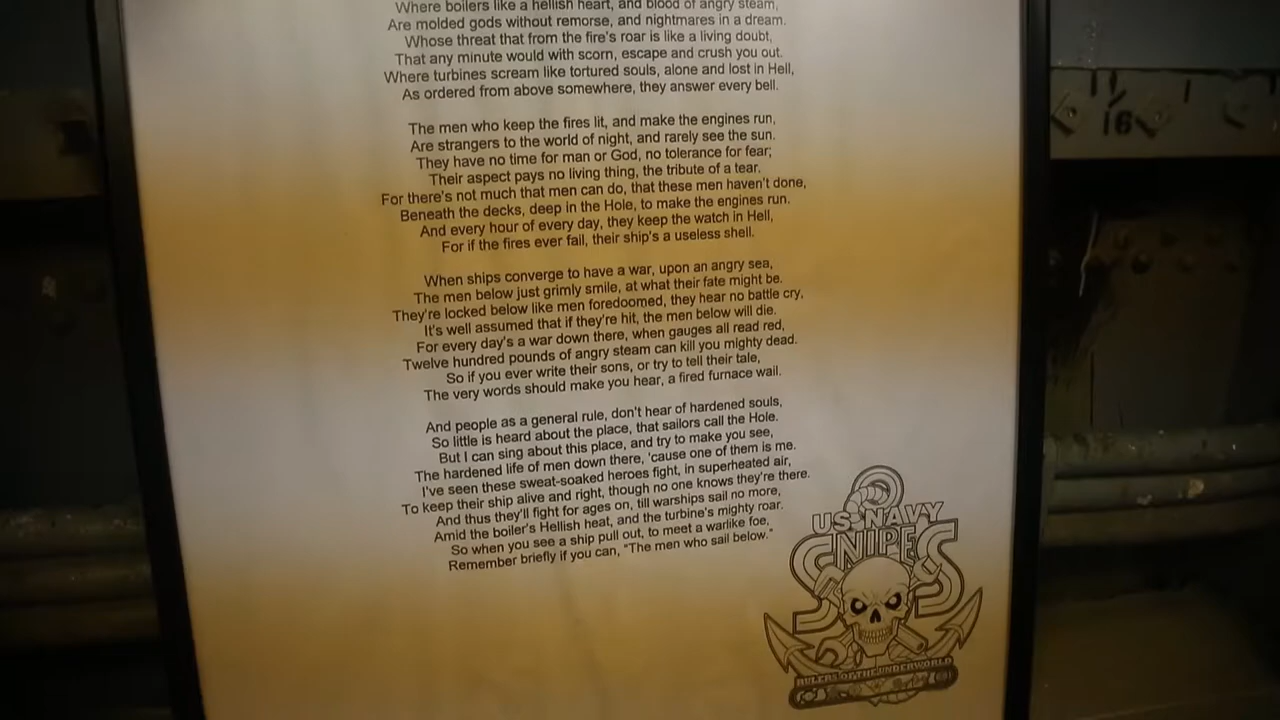 Where boilers like a hellish heart, and blood of angry steam,
Are molded gods without remorse, and nightmares in a dream.
Whose threat that from the fire's roar is like a living doubt,
That any minute would with scorn, escape and crush you out.
Where turbines scream like tortured souls, alone and lost in Hell,
As ordered from above somewhere, they answer every bell.
The men who keep the fires lit, and make the engines run,
Are strangers to the world of night, and rarely see the sun.
They have no time for man or God, no tolerance for fear;
Their aspect pays no living thing, the tribute of a tear.
For there's not much that men can do, that these men haven't done,
Beneath the decks, deep in the Hole, to make the engines run.
And every hour of every day, they keep the watch in Hell,
For if the fires ever fail, their ship's a useless shell.
When ships converge to have a war, upon an angry sea,
The men below just grimly smile, at what their fate might be.
They're locked below like men foredoomed, they hear no battle cry,
It's well assumed that if they're hit, the men below will die.
For every day's a war down there, when gauges all read red,
Twelve hundred pounds of angry steam can kill you mighty dead.
So if you ever write their sons, or try to tell their tale,
The very words should make you hear, a fired furnace wail.
And people as a general rule, don't hear of hardened souls,
So little is heard about the place, that sailors call the Hole.
But I can sing about this place, and try to make you see,
The hardened life of men down there, 'cause one of them is me.
I've seen these sweat-soaked heroes fight, in superheated air,
To keep their ship alive and right, though no one knows they're there.
And thus they'll fight for ages on, till warships sail no more,
Amid the boiler's Hellish heat, and the turbine's mighty roar.
So when you see a ship pull out, to meet a warlike foe,
Remember briefly if you can, "The men who sail below."
US NAVY
SNIPES
RULERS OF THE UNDERWORLD
16